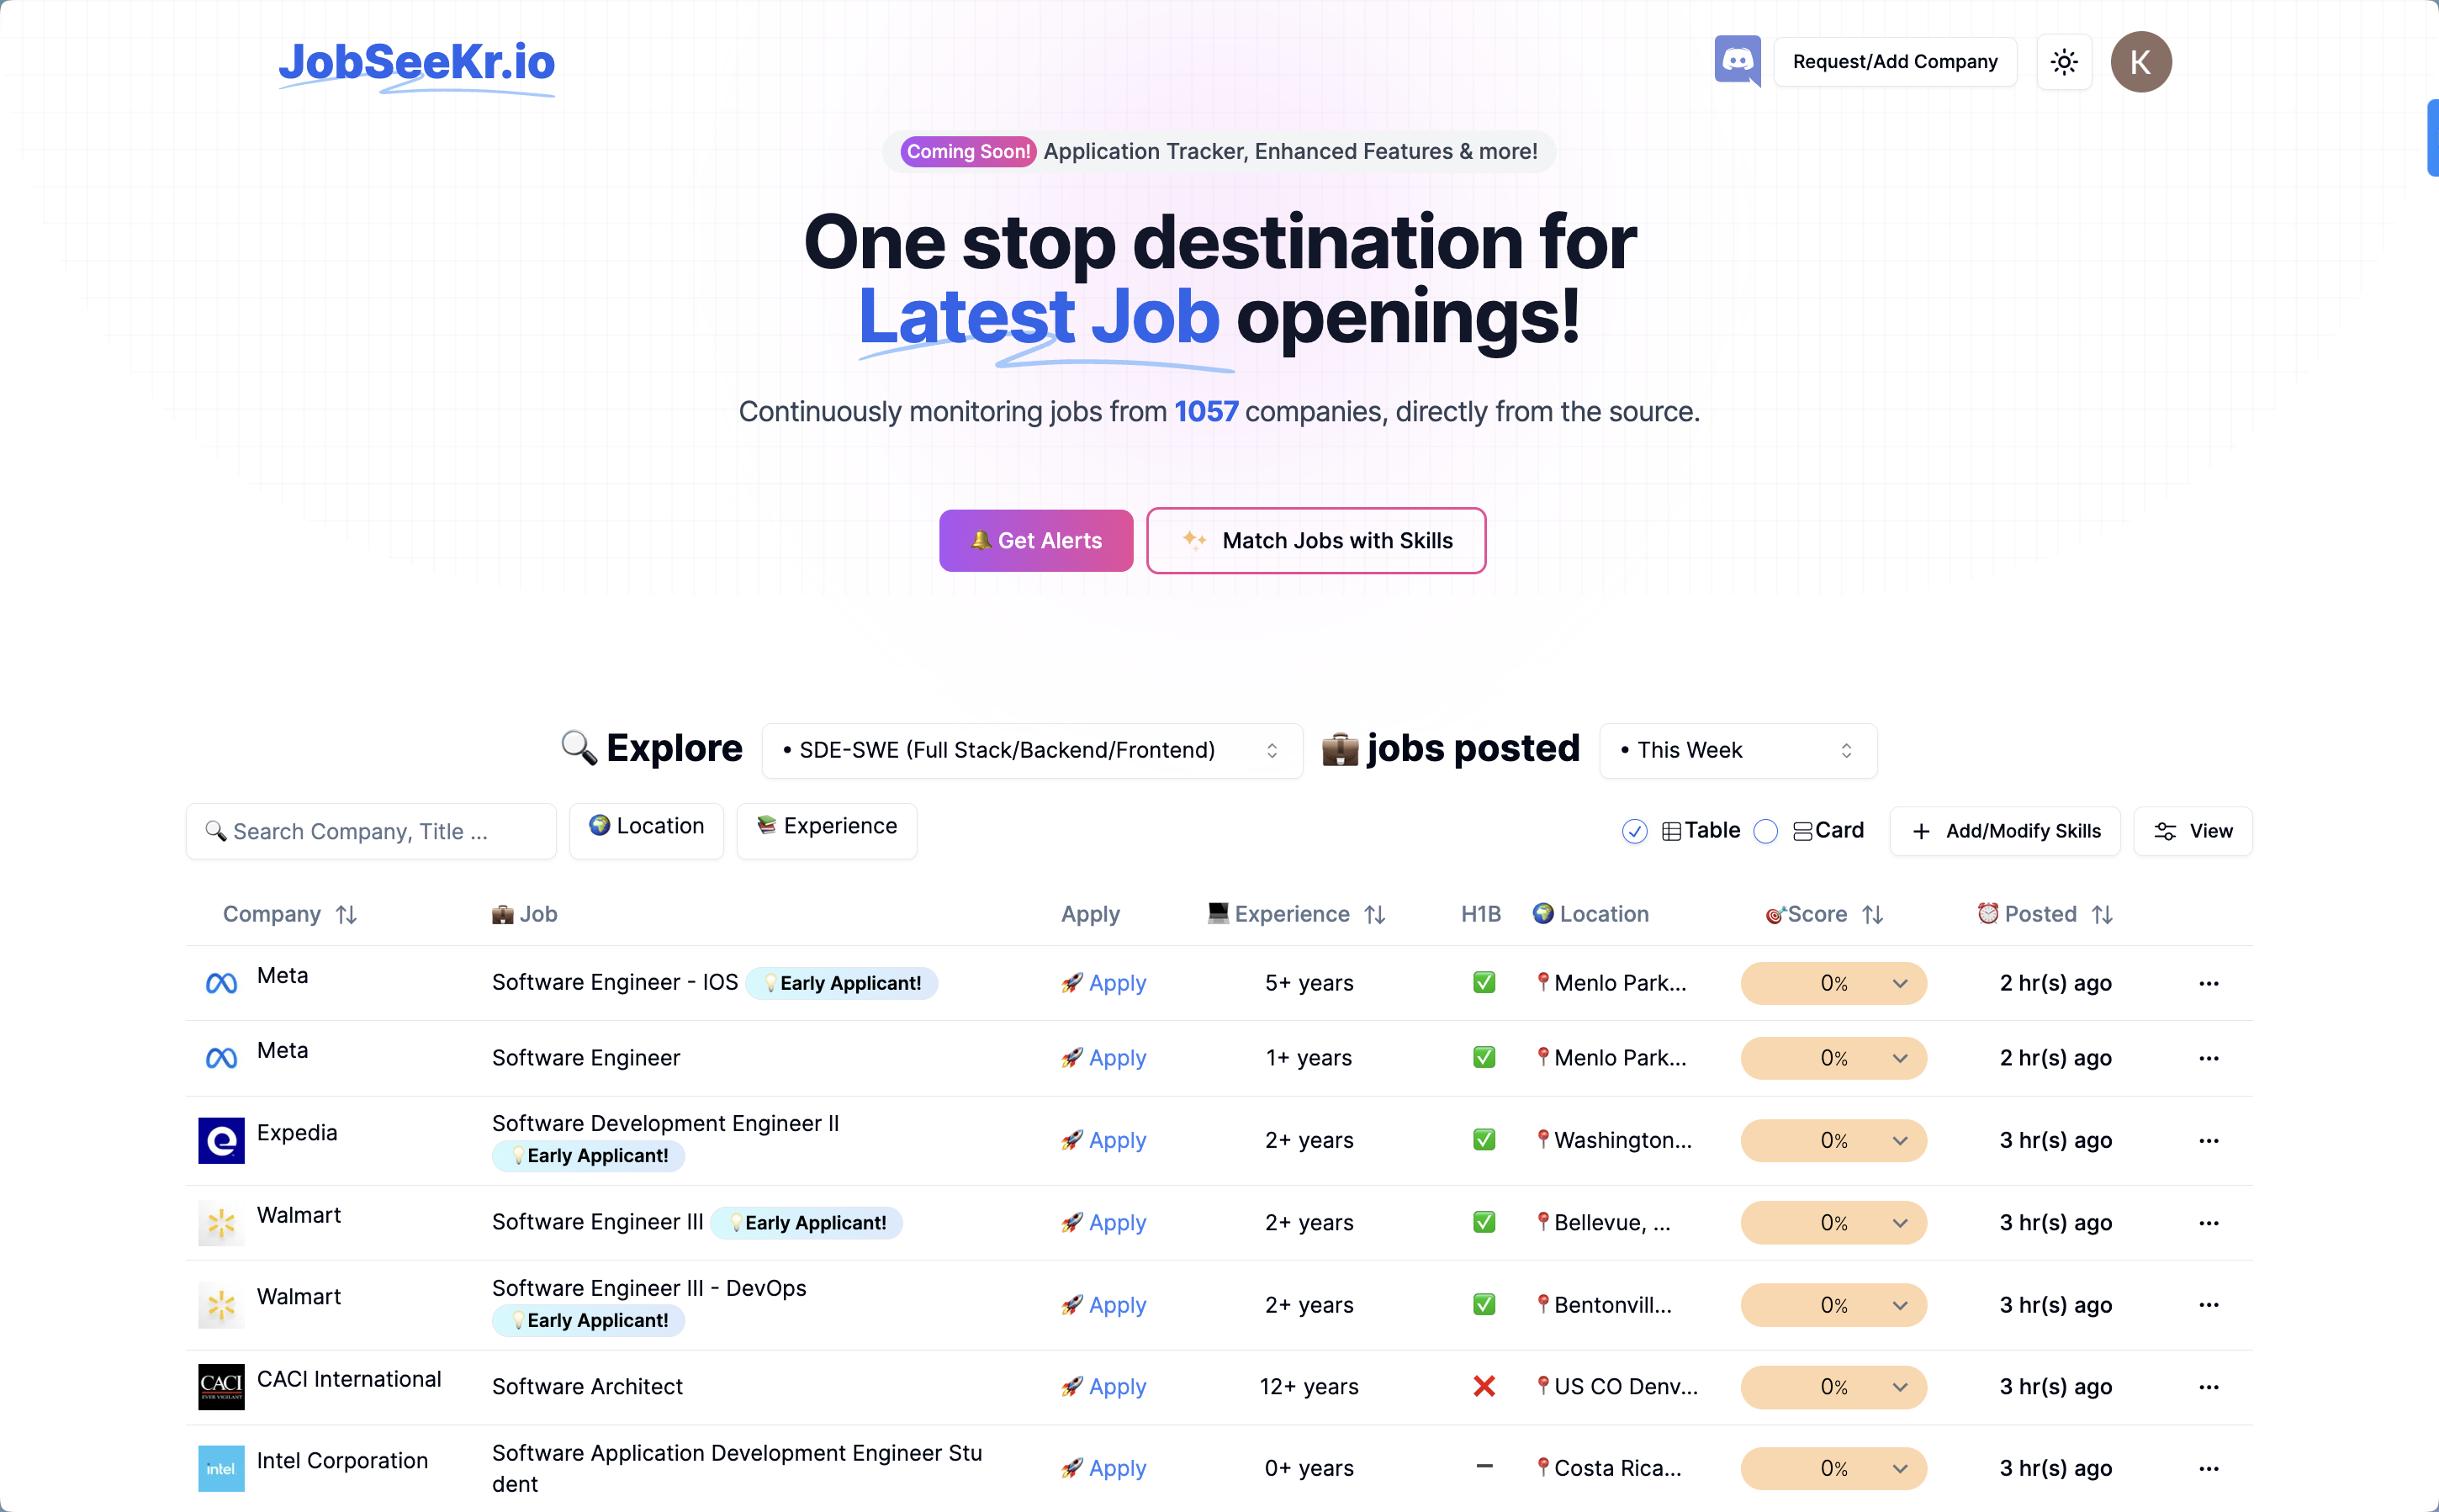 JobSeeKr.io
Request/Add Company
K
Coming Soon! Application Tracker, Enhanced Features & more!
One stop destination for
Latest Job openings!
Continuously monitoring jobs from 1057 companies, directly from the source.
🔔 Get Alerts
✨ Match Jobs with Skills
🔍 Explore • SDE-SWE (Full Stack/Backend/Frontend) 💼 jobs posted • This Week
🔍 Search Company, Title ... 🌍 Location 📚 Experience Table Card + Add/Modify Skills View
Company 💼 Job Apply 💻 Experience H1B 🌍 Location 🎯Score ⏰ Posted
Meta Software Engineer - IOS 💡Early Applicant! 🚀 Apply 5+ years ✅ 📍Menlo Park... 0% 2 hr(s) ago ...
Meta Software Engineer 🚀 Apply 1+ years ✅ 📍Menlo Park... 0% 2 hr(s) ago ...
Expedia Software Development Engineer II 💡Early Applicant! 🚀 Apply 2+ years ✅ 📍Washington... 0% 3 hr(s) ago ...
Walmart Software Engineer III 💡Early Applicant! 🚀 Apply 2+ years ✅ 📍Bellevue, ... 0% 3 hr(s) ago ...
Walmart Software Engineer III - DevOps 💡Early Applicant! 🚀 Apply 2+ years ✅ 📍Bentonvill... 0% 3 hr(s) ago ...
CACI EVER VIGILANT CACI International Software Architect 🚀 Apply 12+ years ❌ 📍US CO Denv... 0% 3 hr(s) ago ...
intel Intel Corporation Software Application Development Engineer Stu
dent 🚀 Apply 0+ years — 📍Costa Rica... 0% 3 hr(s) ago ...